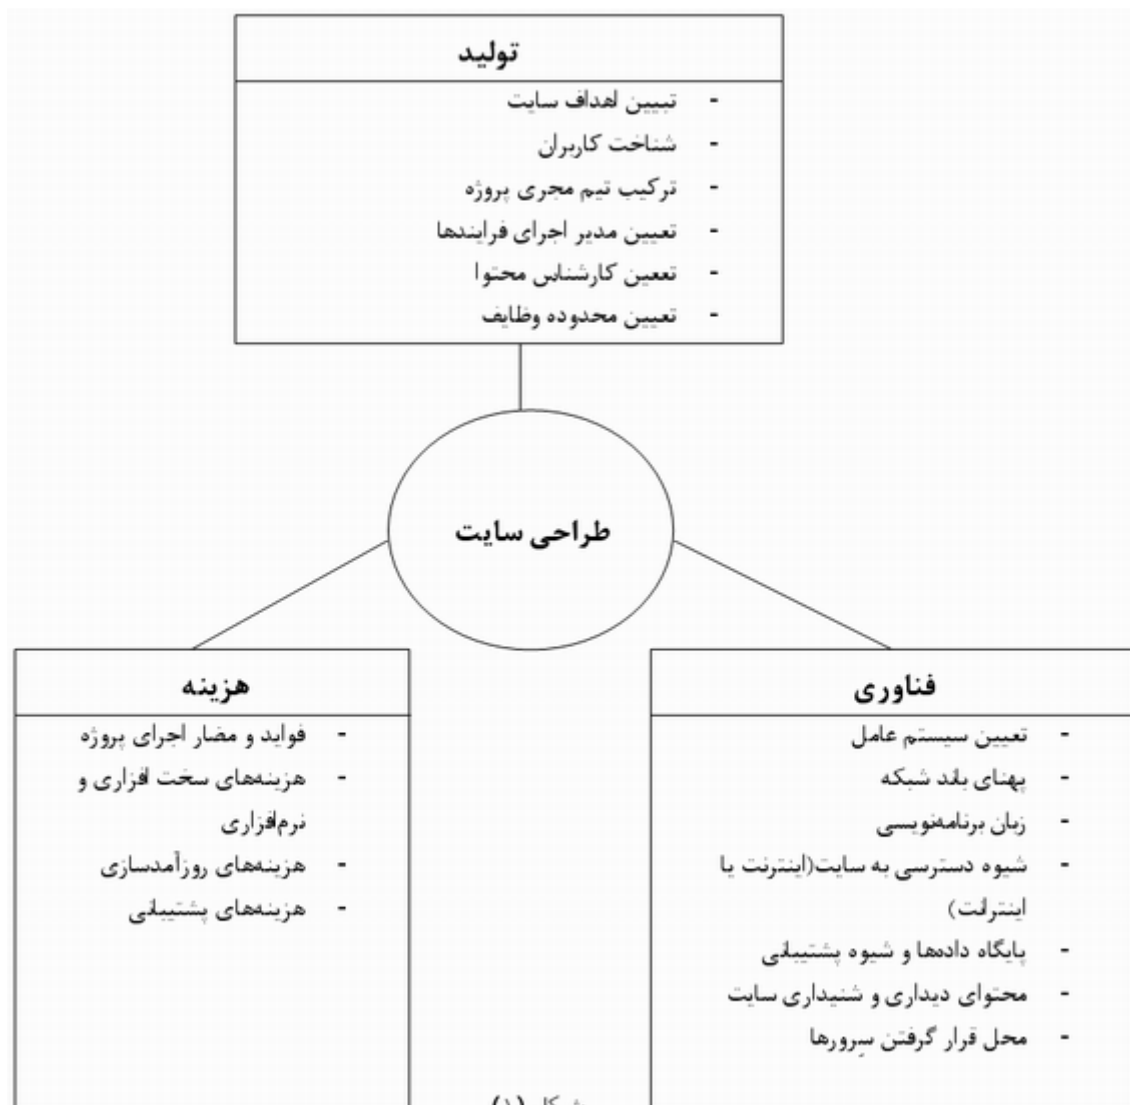 تولید
- تبیین اهداف سایت
- شناخت کاربران
- ترکیب تیم مجری پروژه
- تعیین مدیر اجرای فرایندها
- تععین کارشناس محتوا
- تعیین محدوده وظایف
طراحی سایت
هزینه
- فواید و مضار اجرای پروژه
- هزینه‌های سخت افزاری و
نرم‌افزاری
- هزینه‌های روزآمدسازی
- هزینه‌های پشتیبانی
فناوری
- تعیین سیستم عامل
- پهنای باند شبکه
- زبان برنامه‌نویسی
- شیوه دسترسی به سایت(اینترنت یا
اینترانت)
- پایگاه داده‌ها و شیوه پشتیبانی
- محتوای دیداری و شنیداری سایت
- محل قرار گرفتن سرورها